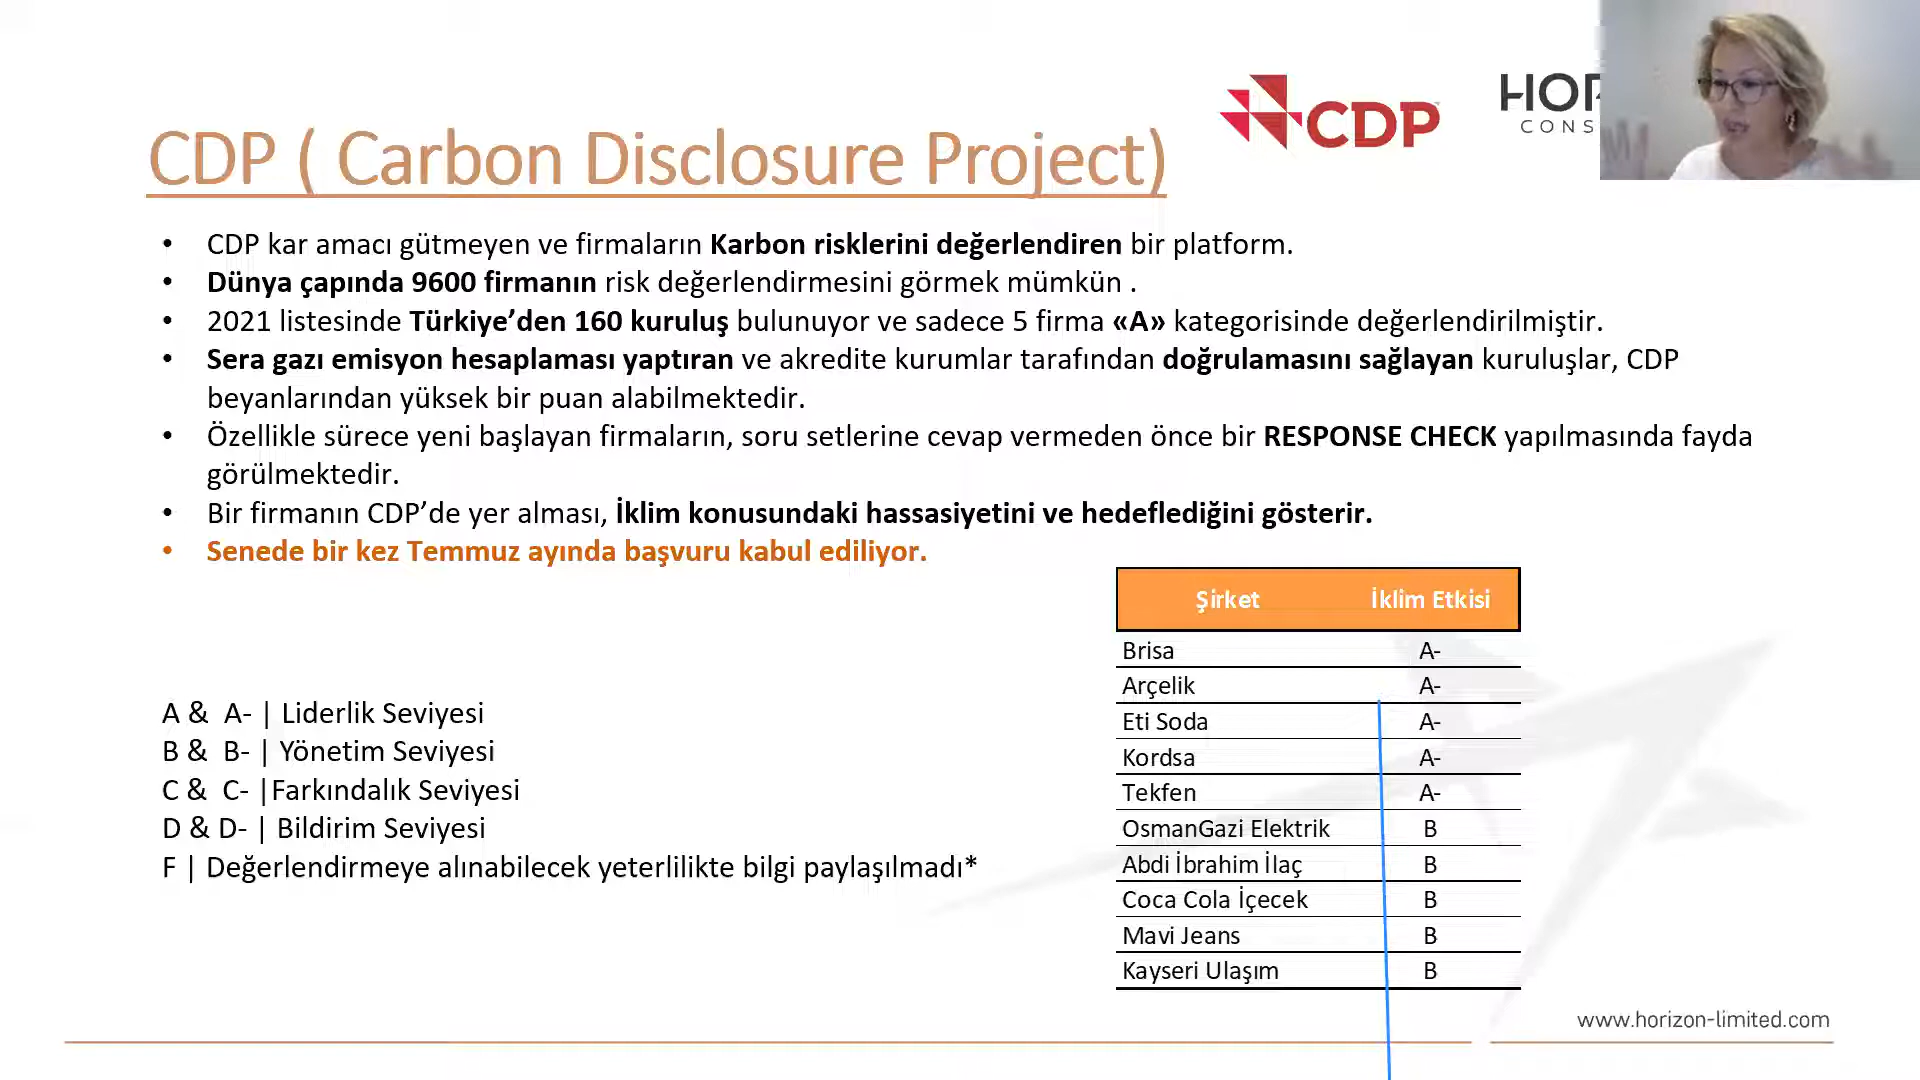 CDP
CONS
CDP ( Carbon Disclosure Project)
• CDP kar amacı gütmeyen ve firmaların Karbon risklerini değerlendiren bir platform.
• Dünya çapında 9600 firmanın risk değerlendirmesini görmek mümkün .
• 2021 listesinde Türkiye’den 160 kuruluş bulunuyor ve sadece 5 firma «A» kategorisinde değerlendirilmiştir.
• Sera gazı emisyon hesaplaması yaptıran ve akredite kurumlar tarafından doğrulamasını sağlayan kuruluşlar, CDP
beyanlarından yüksek bir puan alabilmektedir.
• Özellikle sürece yeni başlayan firmaların, soru setlerine cevap vermeden önce bir RESPONSE CHECK yapılmasında fayda
görülmektedir.
• Bir firmanın CDP’de yer alması, İklim konusundaki hassasiyetini ve hedeflediğini gösterir.
• Senede bir kez Temmuz ayında başvuru kabul ediliyor.
A & A- | Liderlik Seviyesi
B & B- | Yönetim Seviyesi
C & C- |Farkındalık Seviyesi
D & D- | Bildirim Seviyesi
F | Değerlendirmeye alınabilecek yeterlilikte bilgi paylaşılmadı*
Şirket İklim Etkisi
Brisa A-
Arçelik A-
Eti Soda A-
Kordsa A-
Tekfen A-
OsmanGazi Elektrik B
Abdi İbrahim İlaç B
Coca Cola İçecek B
Mavi Jeans B
Kayseri Ulaşım B
www.horizon-limited.com